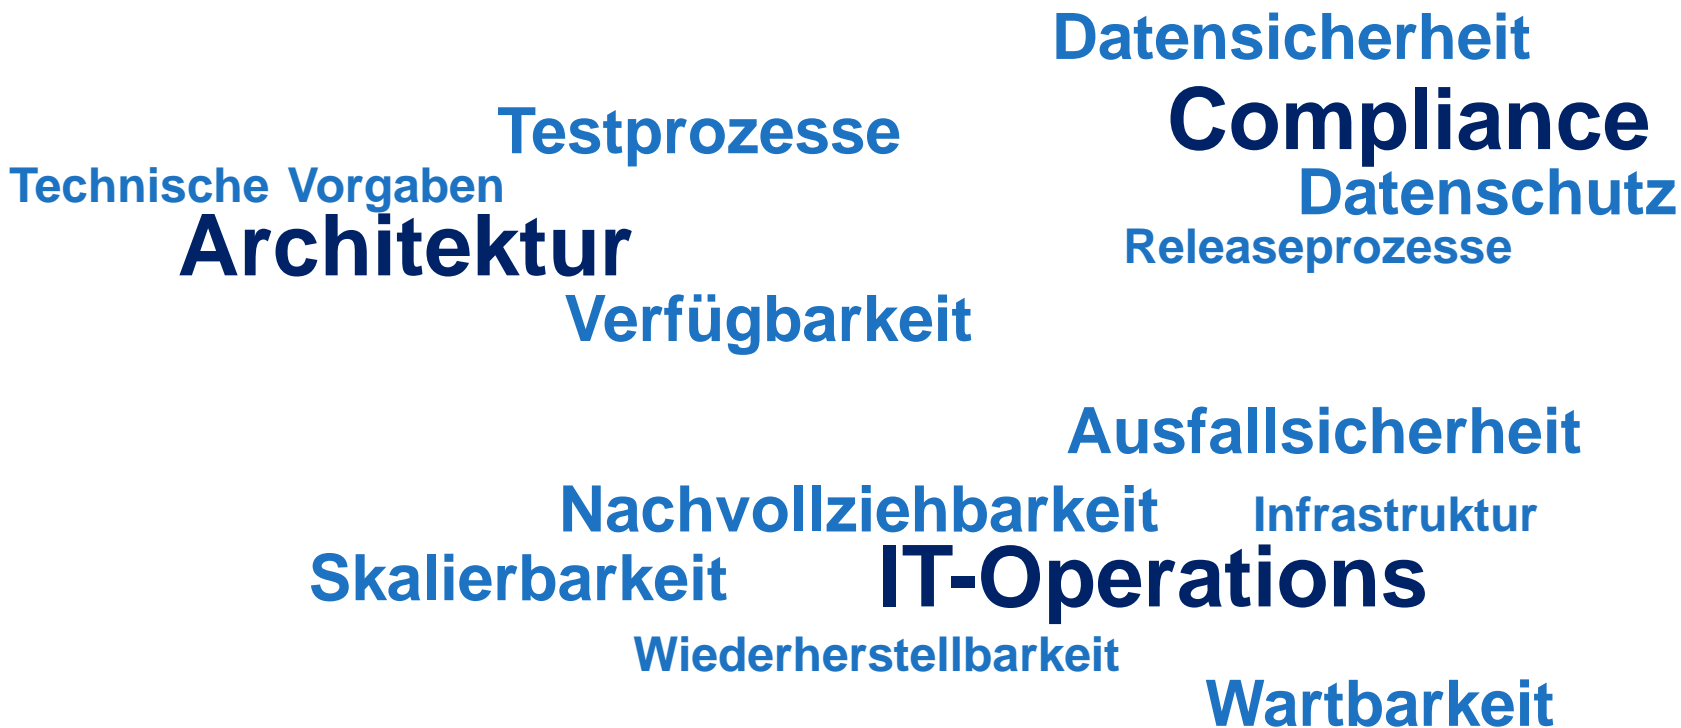 Datensicherheit
Compliance
Testprozesse
Technische Vorgaben
Datenschutz
Architektur
Releaseprozesse
Verfügbarkeit
Ausfallsicherheit
Nachvollziehbarkeit
Infrastruktur
Skalierbarkeit
IT-Operations
Wiederherstellbarkeit
Wartbarkeit